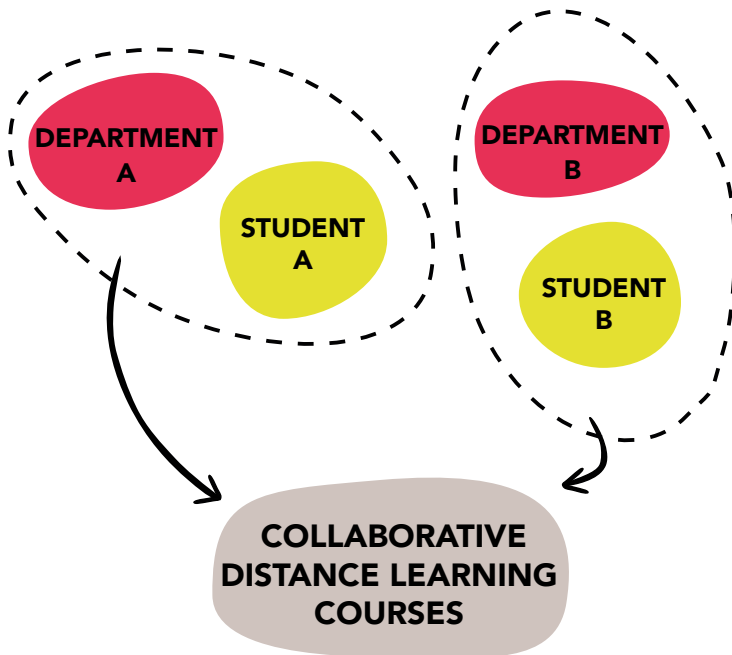 DEPARTMENT
A
STUDENT
A
DEPARTMENT
B
STUDENT
B
COLLABORATIVE
DISTANCE LEARNING
COURSES